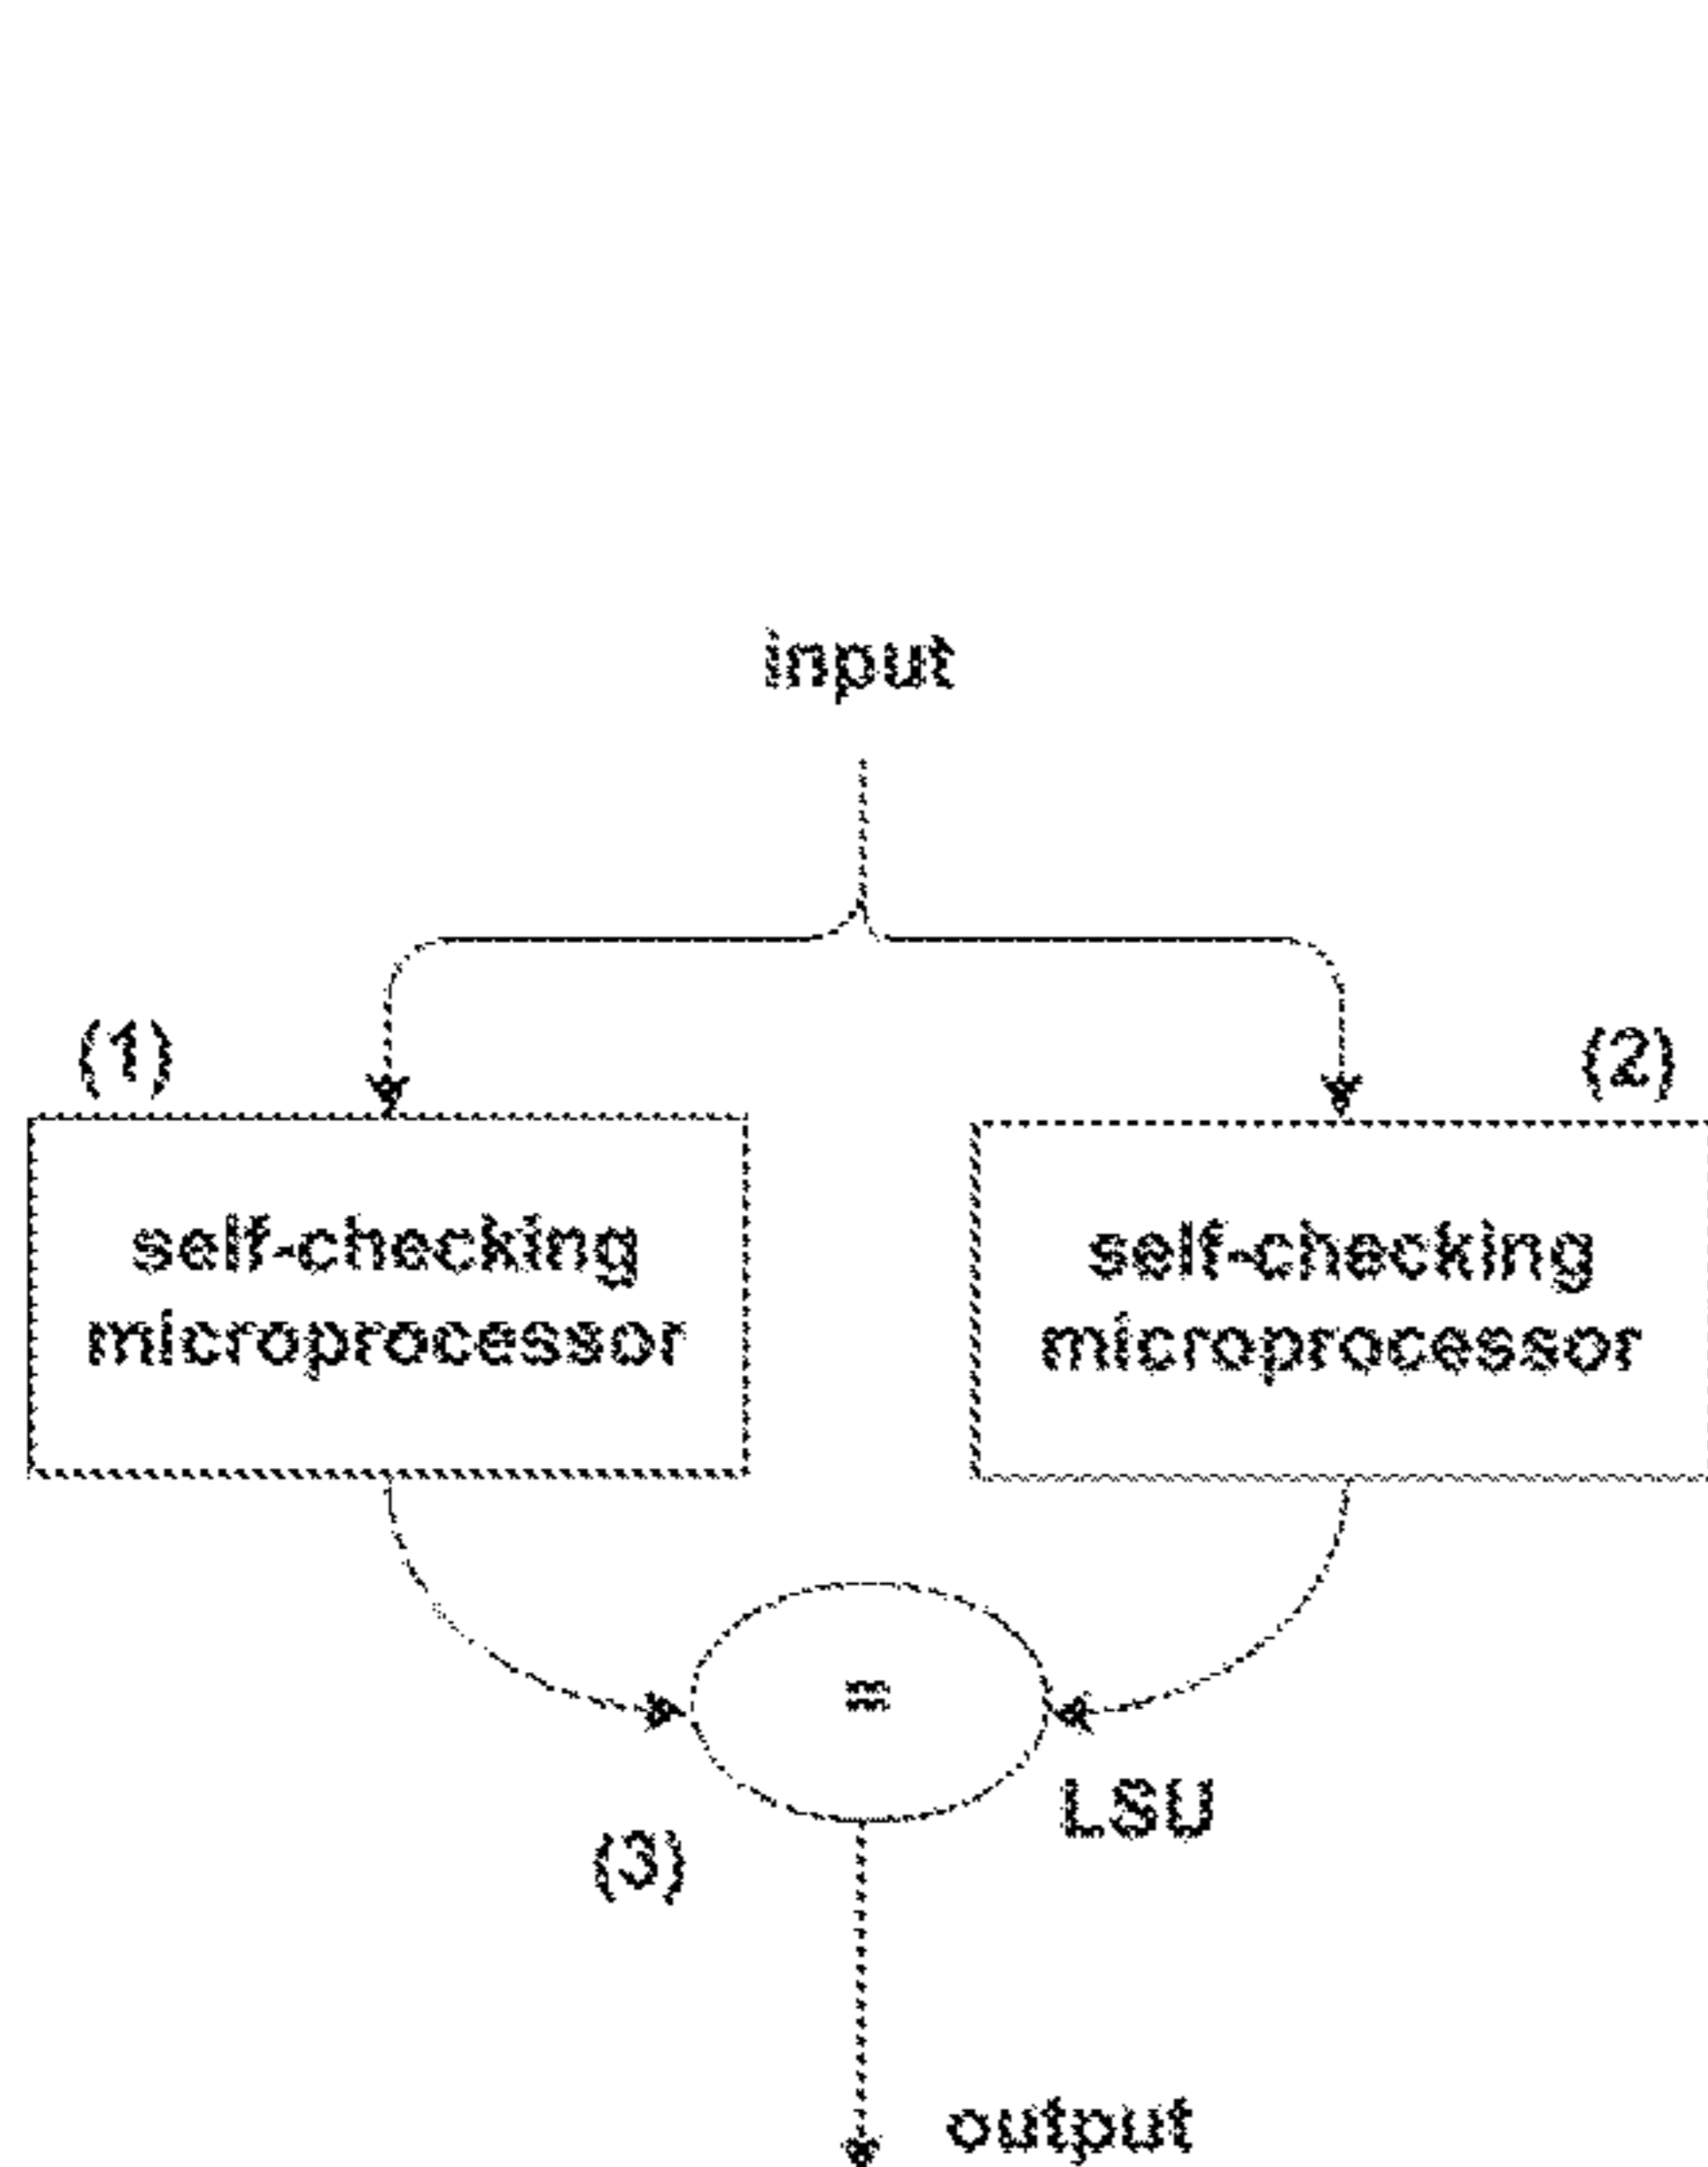 input
(1)
(2)
self-checking
microprocessor
self-checking
microprocessor
=
LSU
(3)
output